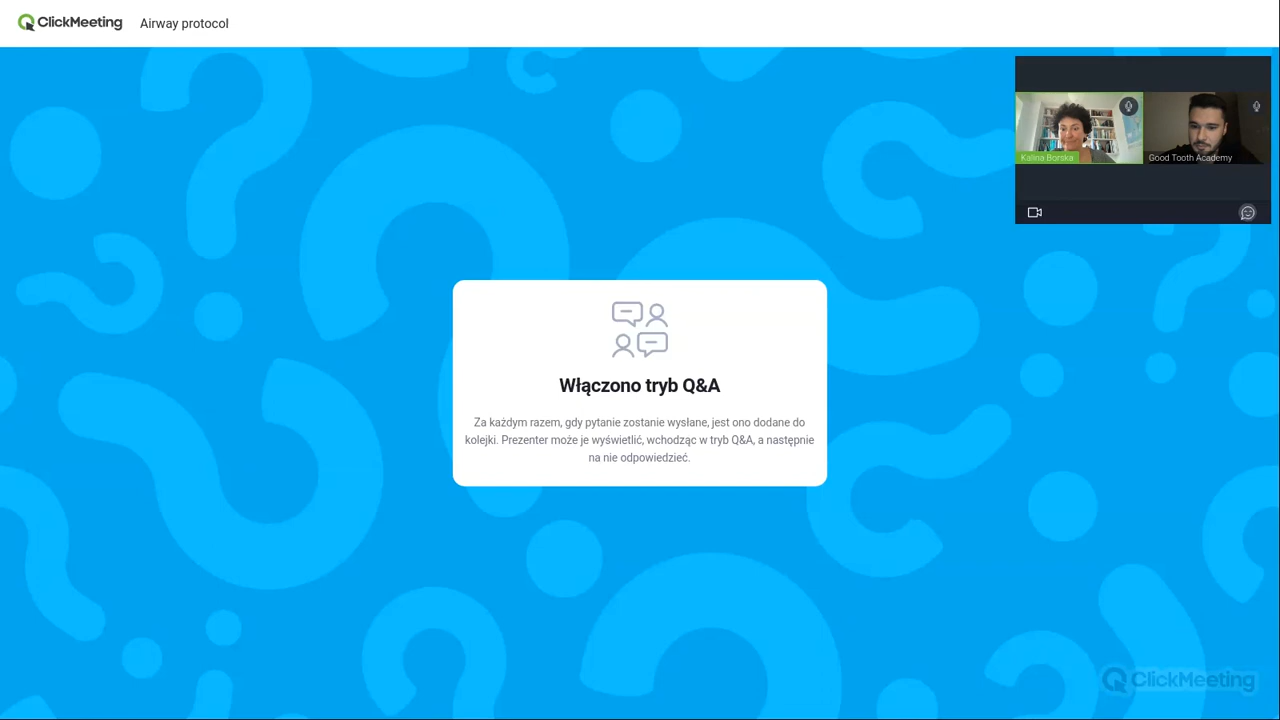 ClickMeeting
Airway protocol
Kalina Borska
Good Tooth Academy
Włączono tryb Q&A
Za każdym razem, gdy pytanie zostanie wysłane, jest ono dodane do
kolejki. Prezenter może je wyświetlić, wchodząc w tryb Q&A, a następnie
na nie odpowiedzieć.
ClickMeeting